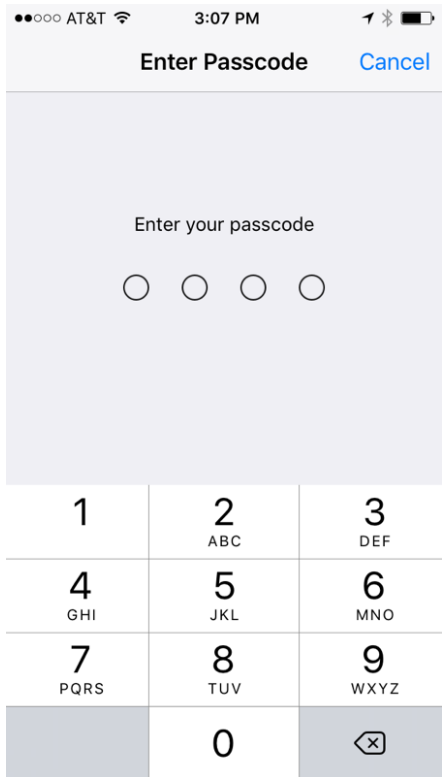 AT&T 3:07 PM
Enter Passcode Cancel
Enter your passcode
1 2 3
ABC DEF
4 5 6
GHI JKL MNO
7 8 9
PQRS TUV WXYZ
0